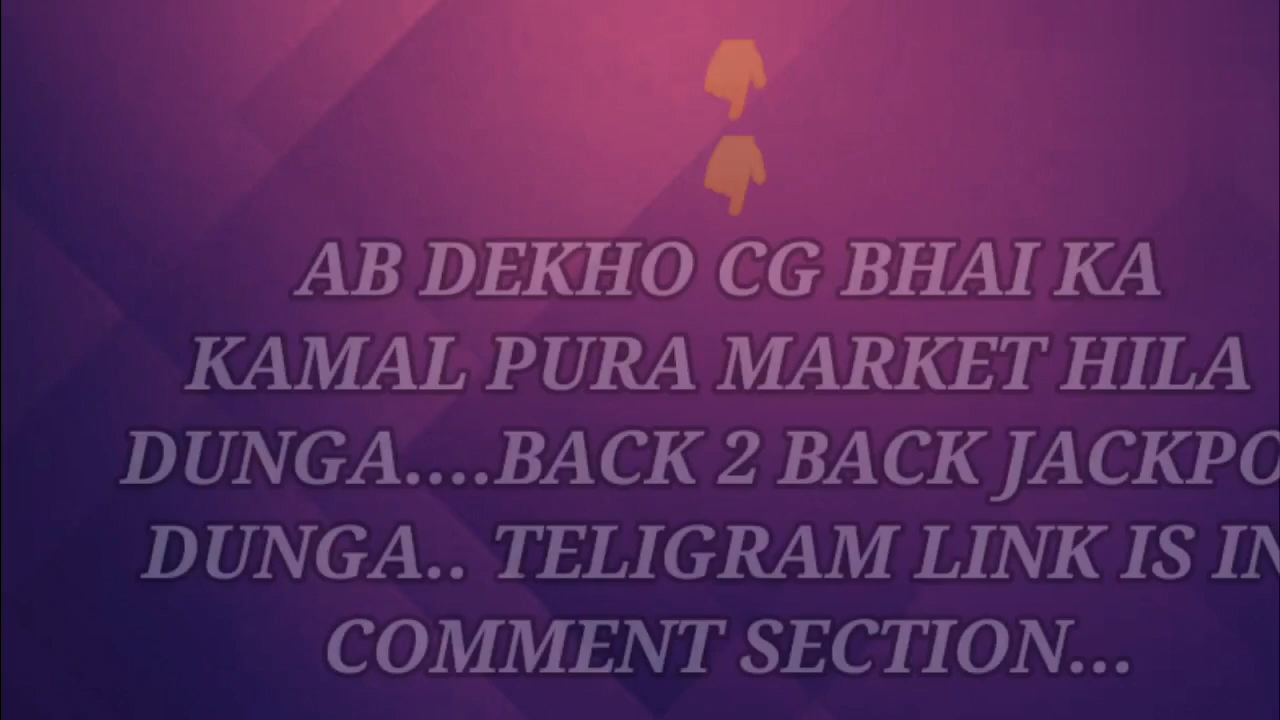 AB DEKHO CG BHAI KA
KAMAL PURA MARKET HILA
DUNGA....BACK 2 BACK JACKPO
DUNGA.. TELIGRAM LINK IS IN
COMMENT SECTION...